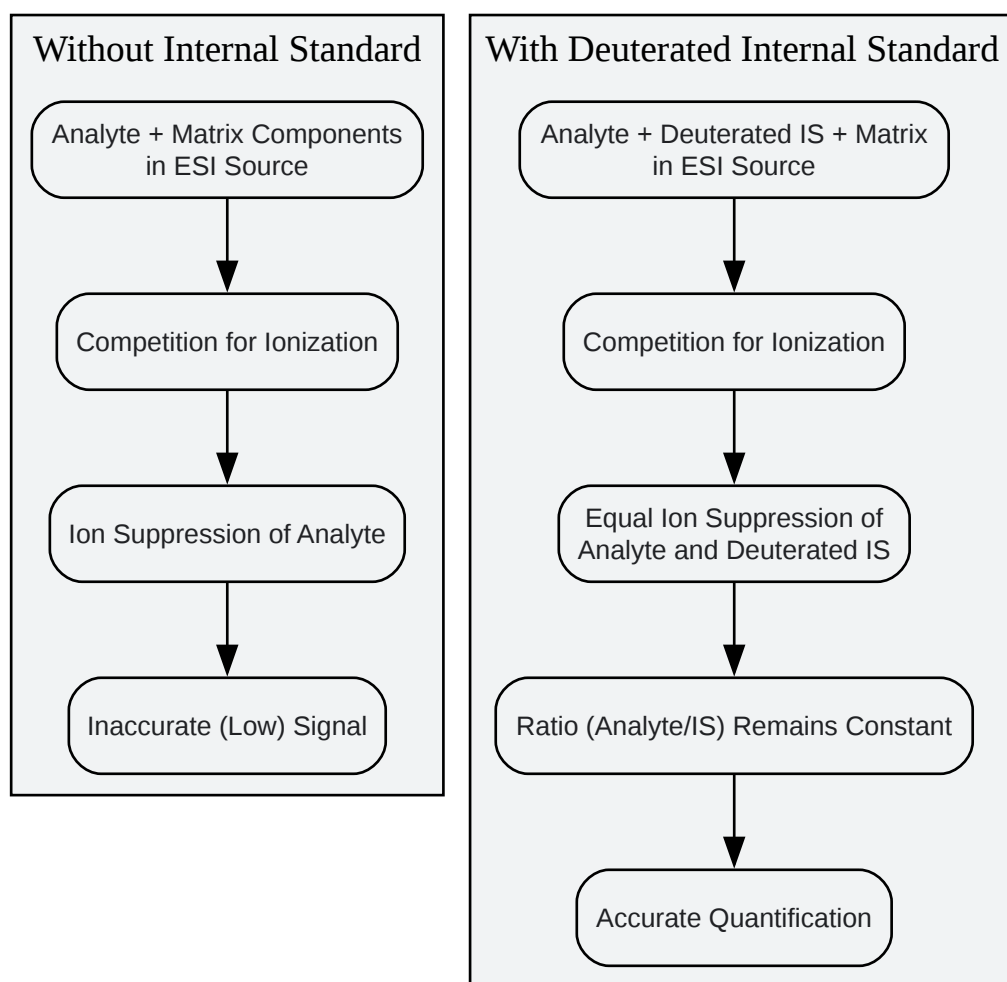 Without Internal Standard
Analyte + Matrix Components
in ESI Source
Competition for Ionization
Ion Suppression of Analyte
Inaccurate (Low) Signal
With Deuterated Internal Standard
Analyte + Deuterated IS + Matrix
in ESI Source
Competition for Ionization
Equal Ion Suppression of
Analyte and Deuterated IS
Ratio (Analyte/IS) Remains Constant
Accurate Quantification